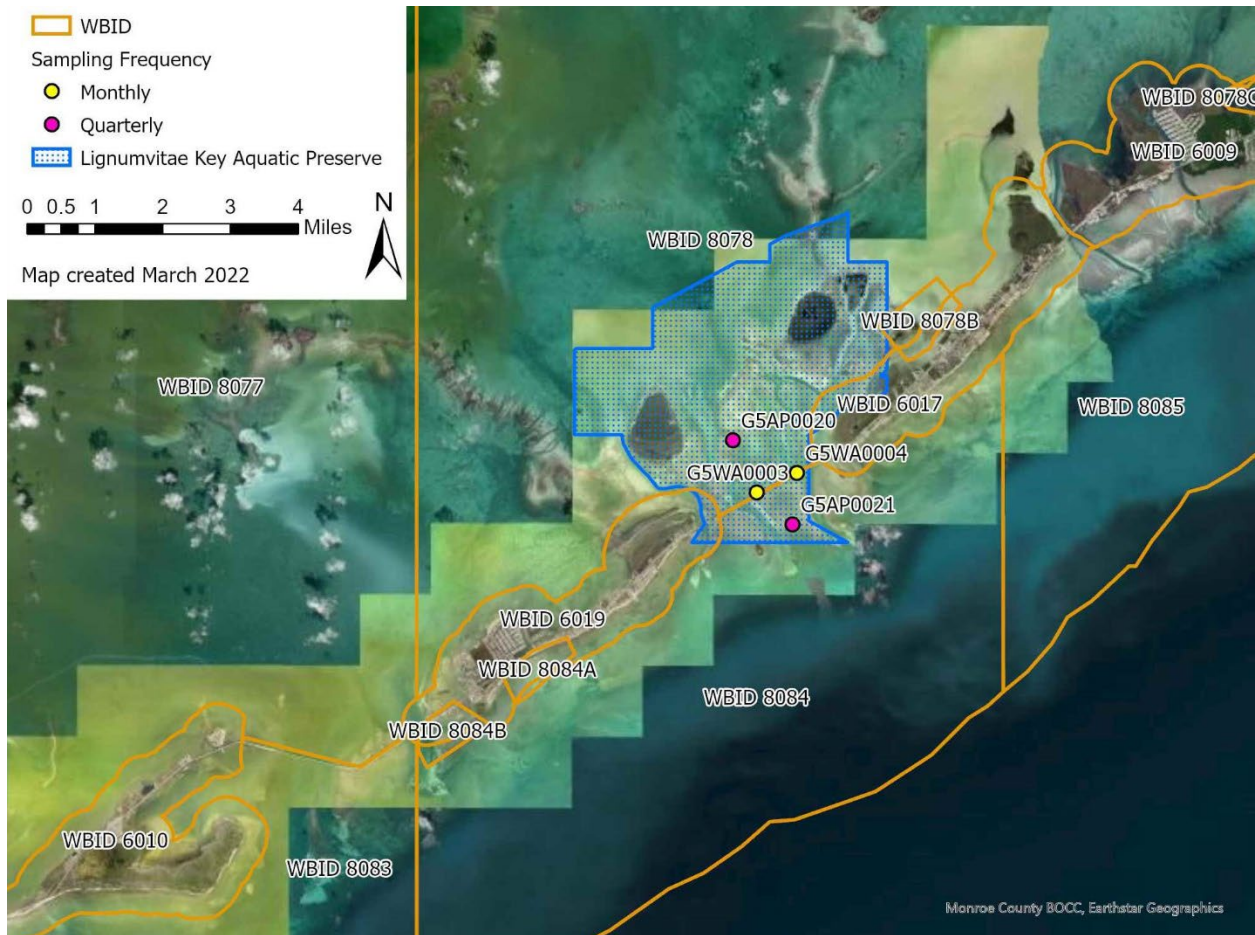 WBID
Sampling Frequency
Monthly
Quarterly
Lignumvitae Key Aquatic Preserve
0 0.5 1 2 3 4
Miles
N
Map created March 2022
WBID 8078C
WBID 6009
WBID 8078
WBID 8078B
WBID 8077
WBID 6017
WBID 8085
G5AP0020
G5WA0004
G5WA0003
G5AP0021
WBID 6019
WBID 8084A
WBID 8084
WBID 8084B
WBID 6010
WBID 8083
Monroe County BOCC, Earthstar Geographics